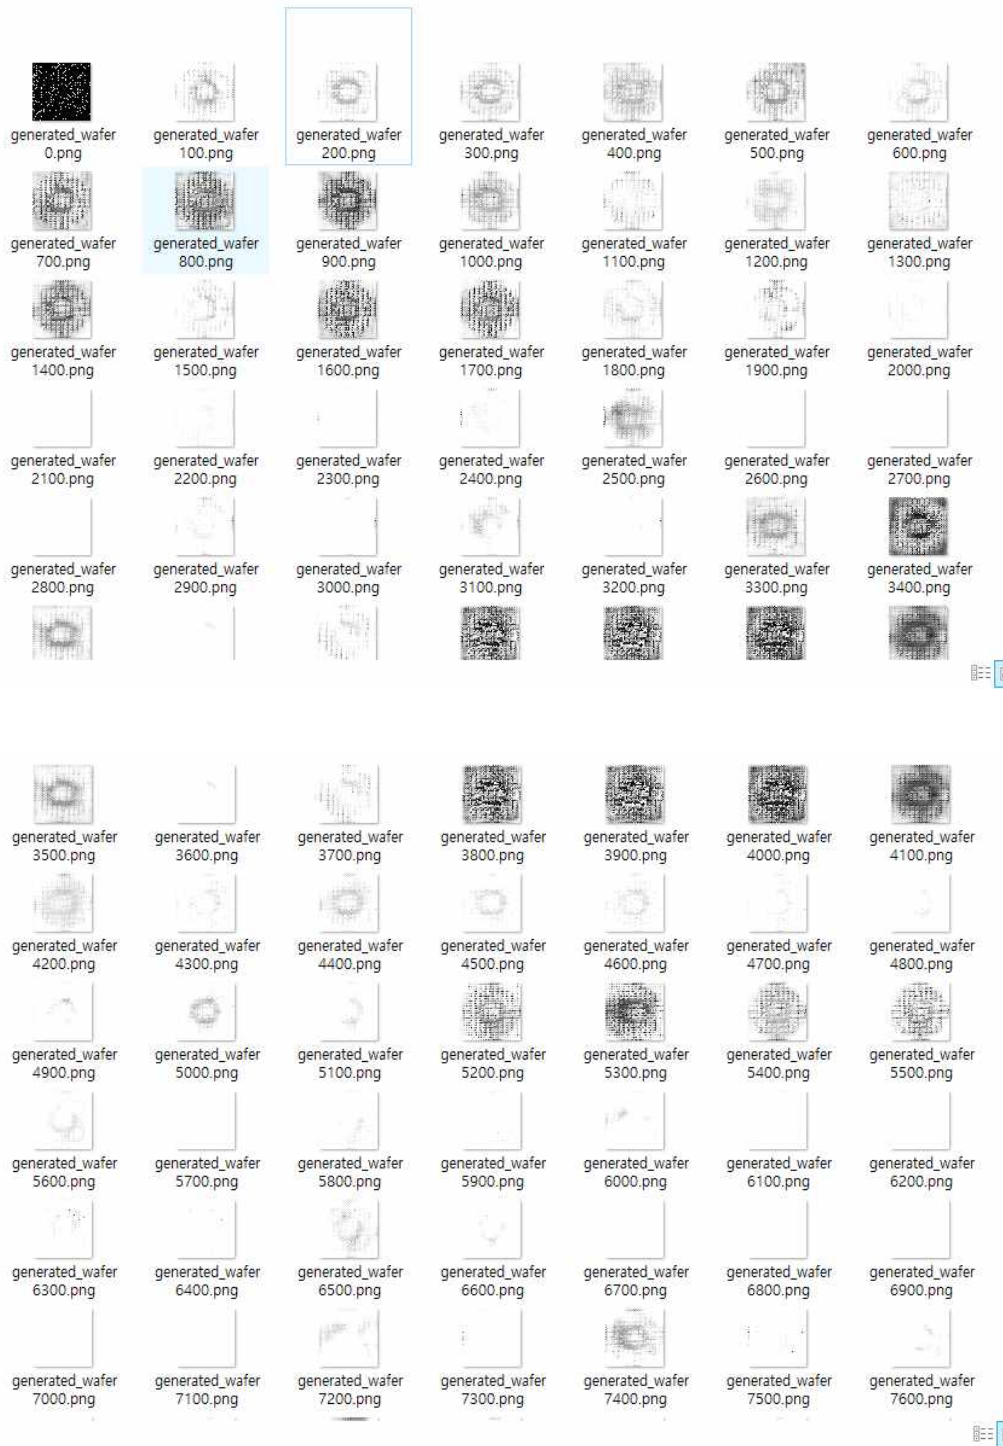 generated_wafer generated_wafer generated_wafer generated_wafer generated_wafer generated_wafer generated_wafer
0.png 100.png 200.png 300.png 400.png 500.png 600.png
generated_wafer generated_wafer generated_wafer generated_wafer generated_wafer generated_wafer generated_wafer
700.png 800.png 900.png 1000.png 1100.png 1200.png 1300.png
generated_wafer generated_wafer generated_wafer generated_wafer generated_wafer generated_wafer generated_wafer
1400.png 1500.png 1600.png 1700.png 1800.png 1900.png 2000.png
generated_wafer generated_wafer generated_wafer generated_wafer generated_wafer generated_wafer generated_wafer
2100.png 2200.png 2300.png 2400.png 2500.png 2600.png 2700.png
generated_wafer generated_wafer generated_wafer generated_wafer generated_wafer generated_wafer generated_wafer
2800.png 2900.png 3000.png 3100.png 3200.png 3300.png 3400.png
generated_wafer generated_wafer generated_wafer generated_wafer generated_wafer generated_wafer generated_wafer
3500.png 3600.png 3700.png 3800.png 3900.png 4000.png 4100.png
generated_wafer generated_wafer generated_wafer generated_wafer generated_wafer generated_wafer generated_wafer
4200.png 4300.png 4400.png 4500.png 4600.png 4700.png 4800.png
generated_wafer generated_wafer generated_wafer generated_wafer generated_wafer generated_wafer generated_wafer
4900.png 5000.png 5100.png 5200.png 5300.png 5400.png 5500.png
generated_wafer generated_wafer generated_wafer generated_wafer generated_wafer generated_wafer generated_wafer
5600.png 5700.png 5800.png 5900.png 6000.png 6100.png 6200.png
generated_wafer generated_wafer generated_wafer generated_wafer generated_wafer generated_wafer generated_wafer
6300.png 6400.png 6500.png 6600.png 6700.png 6800.png 6900.png
generated_wafer generated_wafer generated_wafer generated_wafer generated_wafer generated_wafer generated_wafer
7000.png 7100.png 7200.png 7300.png 7400.png 7500.png 7600.png